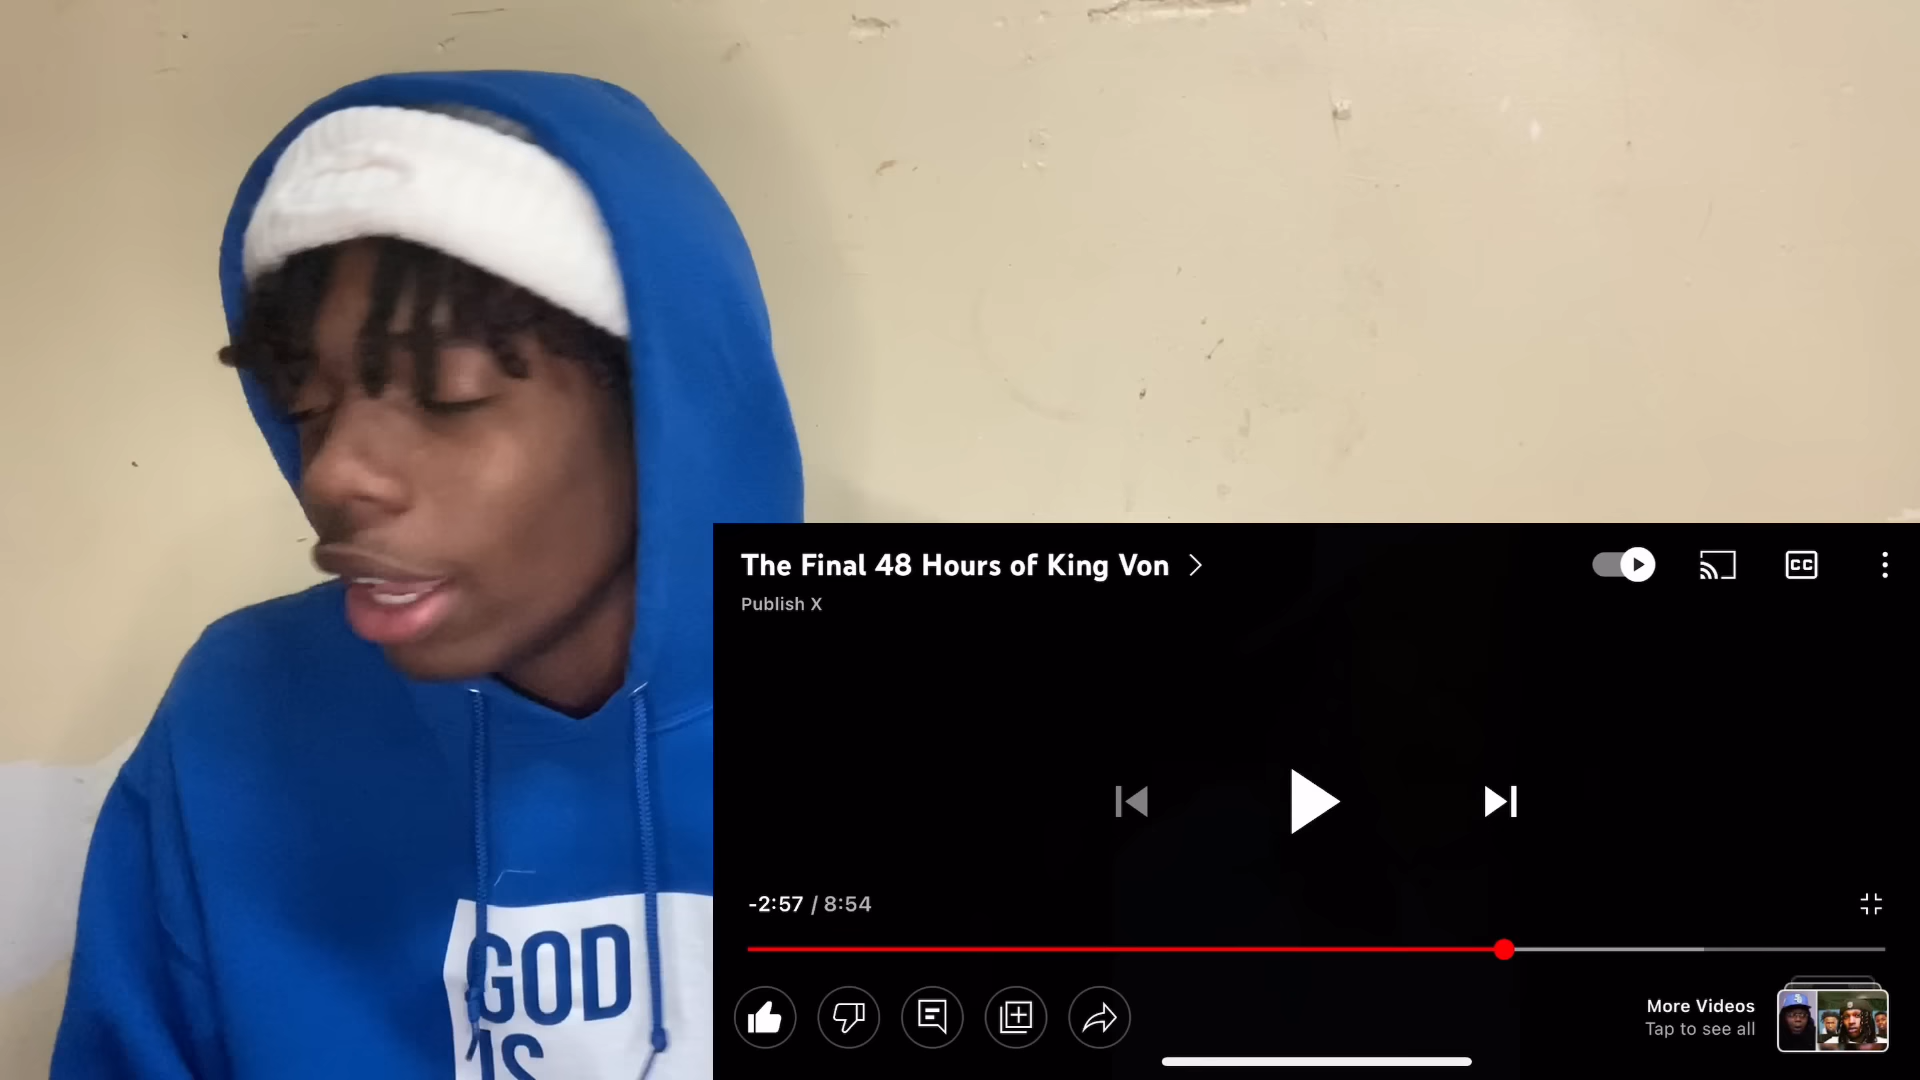 The Final 48 Hours of King Von
Publish X
CC
-2:57 / 8:54
GOD
IS
More Videos
Tap to see all